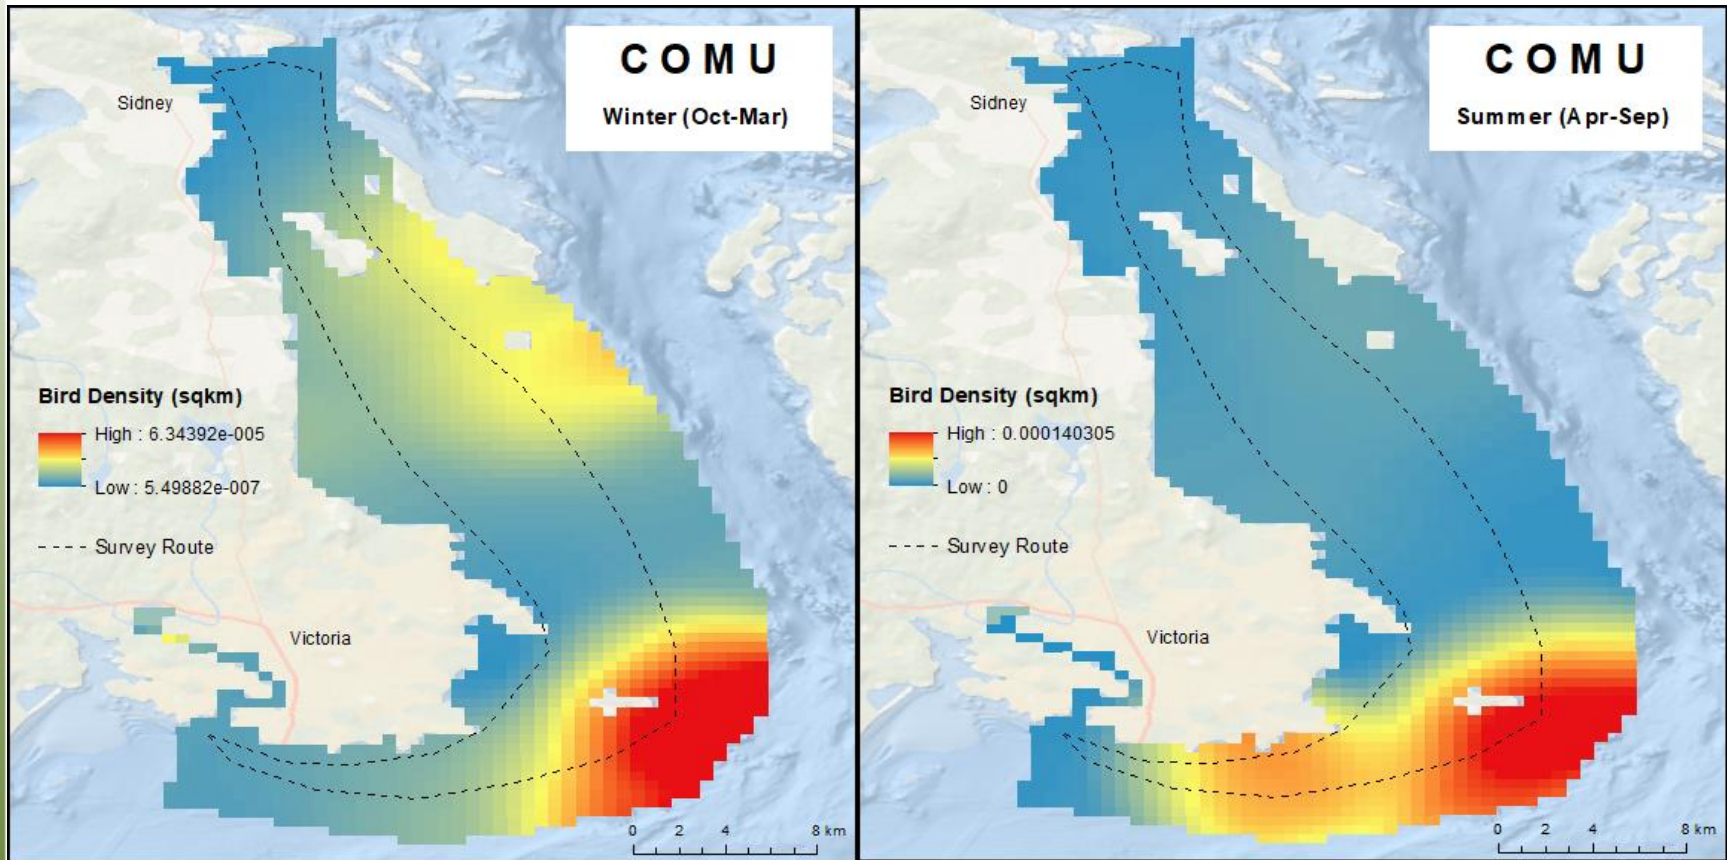 C O M U
Winter (Oct-Mar)
Sidney
Bird Density (sqkm)
High : 6.34392e-005
Low : 5.49882e-007
Survey Route
Victoria
0 2 4 8 km
C O M U
Summer (Apr-Sep)
Sidney
Bird Density (sqkm)
High : 0.000140305
Low : 0
Survey Route
Victoria
0 2 4 8 km